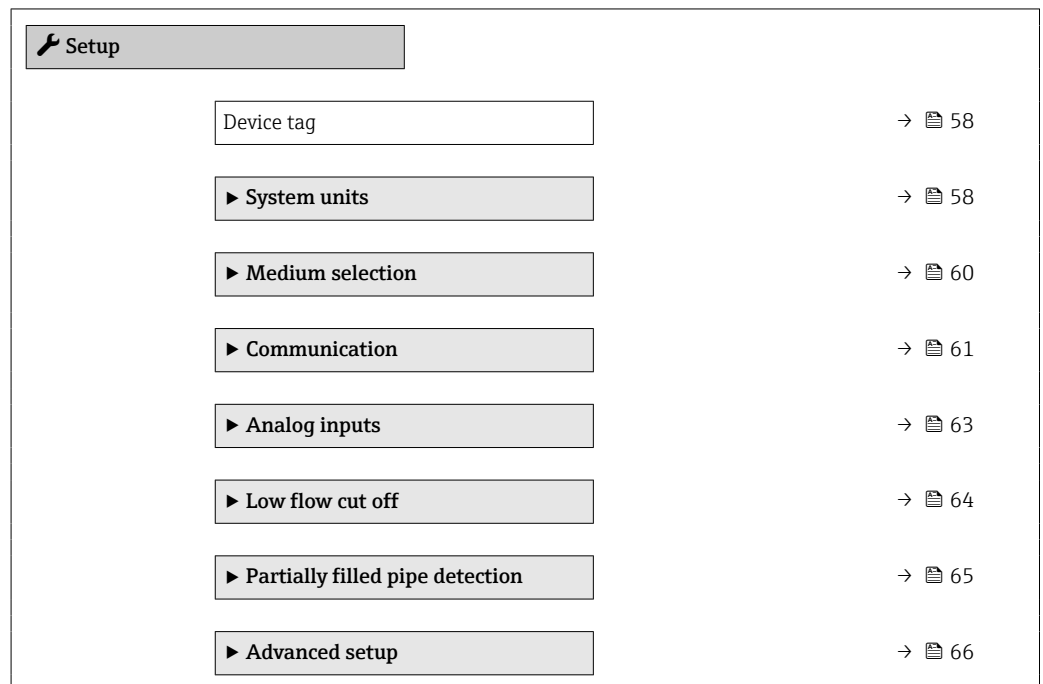 Setup
Device tag → 58
▶ System units → 58
▶ Medium selection → 60
▶ Communication → 61
▶ Analog inputs → 63
▶ Low flow cut off → 64
▶ Partially filled pipe detection → 65
▶ Advanced setup → 66